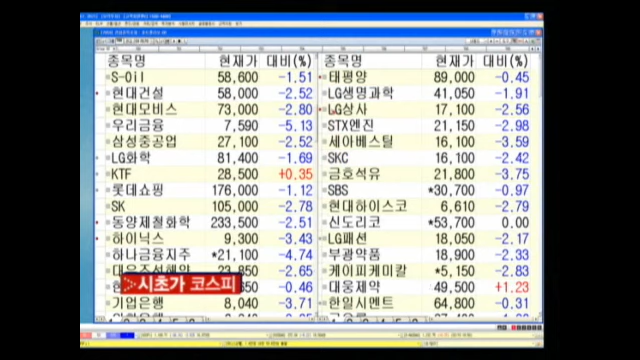 종목명 현재가 대비(%) 종목명 현재가 대비(%)
S-Oil 58,600 -1.51 태평양 89,000 -0.45
현대건설 58,000 -2.52 LG생명과학 41,050 -1.91
현대모비스 73,000 -2.80 LG상사 17,100 -2.56
우리금융 7,590 -5.13 STX엔진 21,150 -2.98
삼성중공업 27,100 -2.52 세아베스틸 16,100 -3.59
LG화학 81,400 -1.69 SKC 16,100 -2.42
KTF 28,500 +0.35 금호석유 21,800 -3.75
롯데쇼핑 176,000 -1.12 SBS *30,700 -0.97
SK 105,000 -2.78 현대하이스코 6,610 -2.79
동양제철화학 233,500 -2.51 신도리코 *53,700 0.00
하이닉스 9,300 -3.43 LG패션 18,050 -2.17
하나금융지주 *21,100 -4.74 부광약품 18,900 -2.33
대우조선해양 23,850 -2.65 케이피케미칼 *5,150 -2.83
-0.46 대웅제약 49,500 +1.23
기업은행 8,040 -3.71 한일시멘트 64,800 -0.31
시초가 코스피